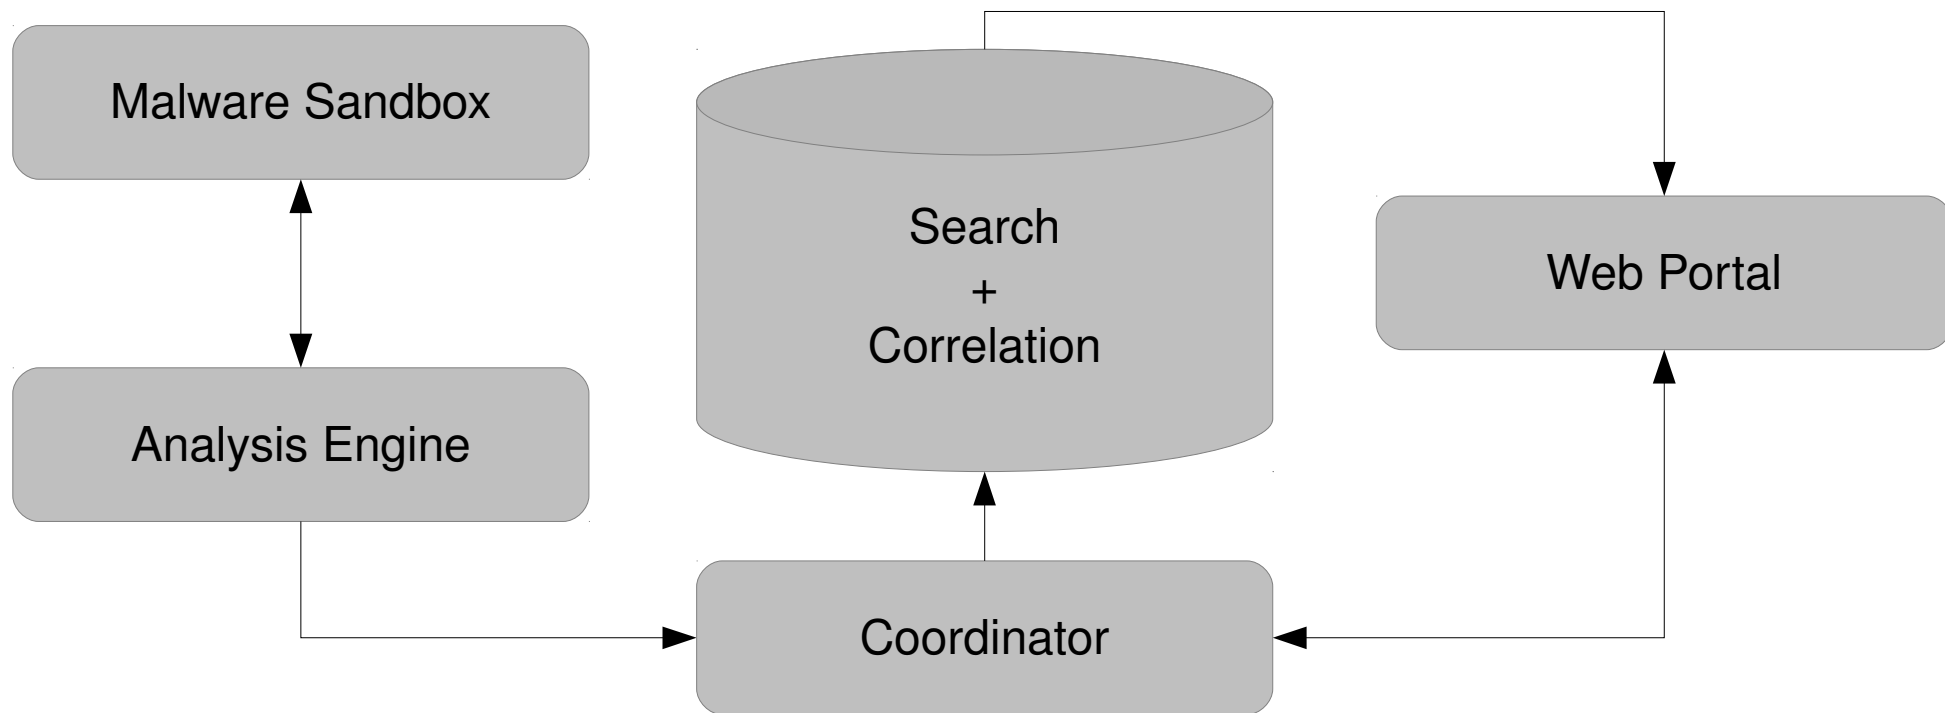 Malware Sandbox
Analysis Engine
Search
+
Correlation
Coordinator
Web Portal